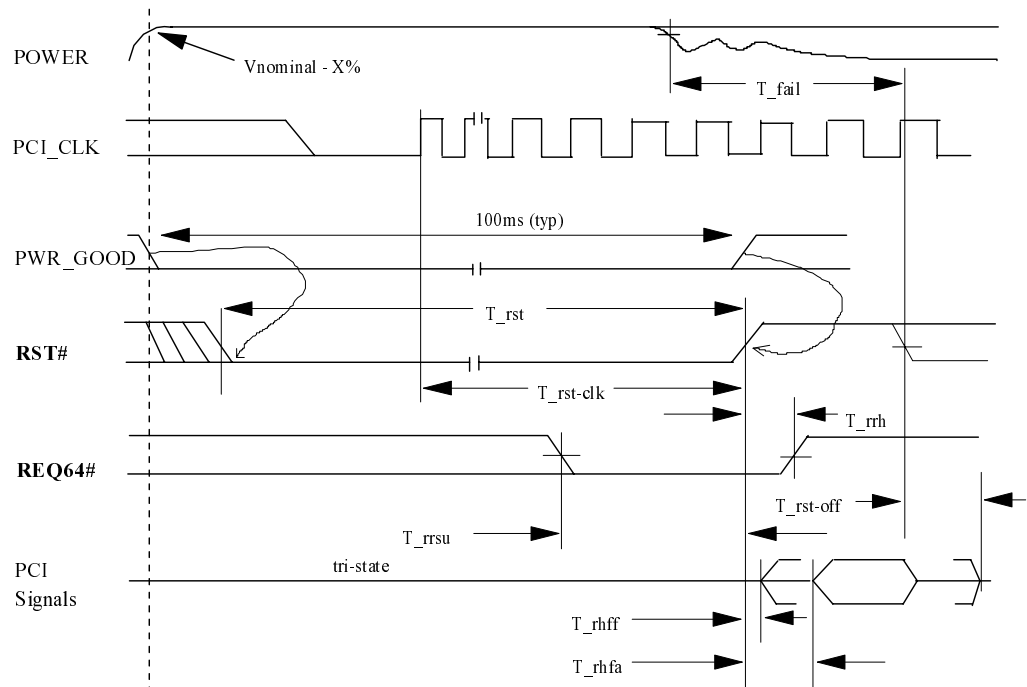 POWER
Vnominal - X%
T_fail
PCI_CLK
100ms (typ)
PWR_GOOD
T_rst
RST#
T_rst-clk
T_rrh
REQ64#
T_rst-off
T_rrsu
PCI
Signals
tri-state
T_rhff
T_rhfa